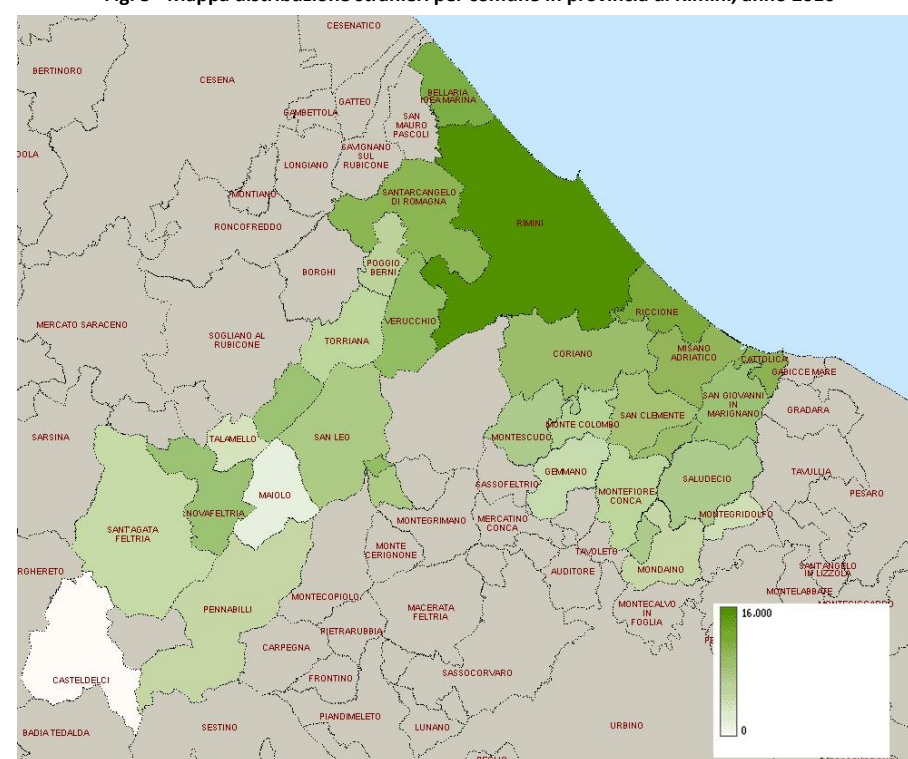 Mappa distribuzione stranieri per comune in provincia di Rimini, anno
CESENATICO
BERTINORO
CESENA
BELLARIA
IGEA MARINA
GATTEO
GAMBETTOLA
SAN
MAURO
PASCOLI
SAVIGNANO
SUL
RUBICONE
LONGIANO
MONTIANO
SANTARCANGELO
DI ROMAGNA
RONCOFREDDO
RIMINI
POGGIO
BERNI
BORGHI
RICCIONE
MERCATO SARACENO
VERUCCHIO
SOGLIANO AL
RUBICONE
TORRIANA
CORIANO
MISANO
ADRIATICO
CATTOLICA
GABICCE MARE
SAN GIOVANNI
IN
MARIGNANO
GRADARA
SAN CLEMENTE
MONTE COLOMBO
SARSINA
TALAMELLO
SAN LEO
MONTESCUDO
GEMMANO
TAVULLIA
SALUDECIO
SASSOFELTRIO
MAIOLO
MONTEFIORE
CONCA
PESARO
NOVAFELTRIA
MONTEGRIDOLFO
MONTEGRIMANO
MERCATINO
CONCA
SANT'AGATA
FELTRIA
MONTE
CERIGNONE
TAVOLETO
MONDAINO
AUDITORE
SANT'ANGELO
IN LIZZOLA
MONTELABBATE
MONTECOPIOLO
PENNABILLI
MACERATA
FELTRIA
MONTECALVO
IN
FOGLIA
16.000
PIETRARUBBIA
CARPEGNA
SASSOCORVARO
CASTELDELCI
FRONTINO
PIANDIMELETO
SESTINO
LUNANO
URBINO
BADIA TEDALDA
0